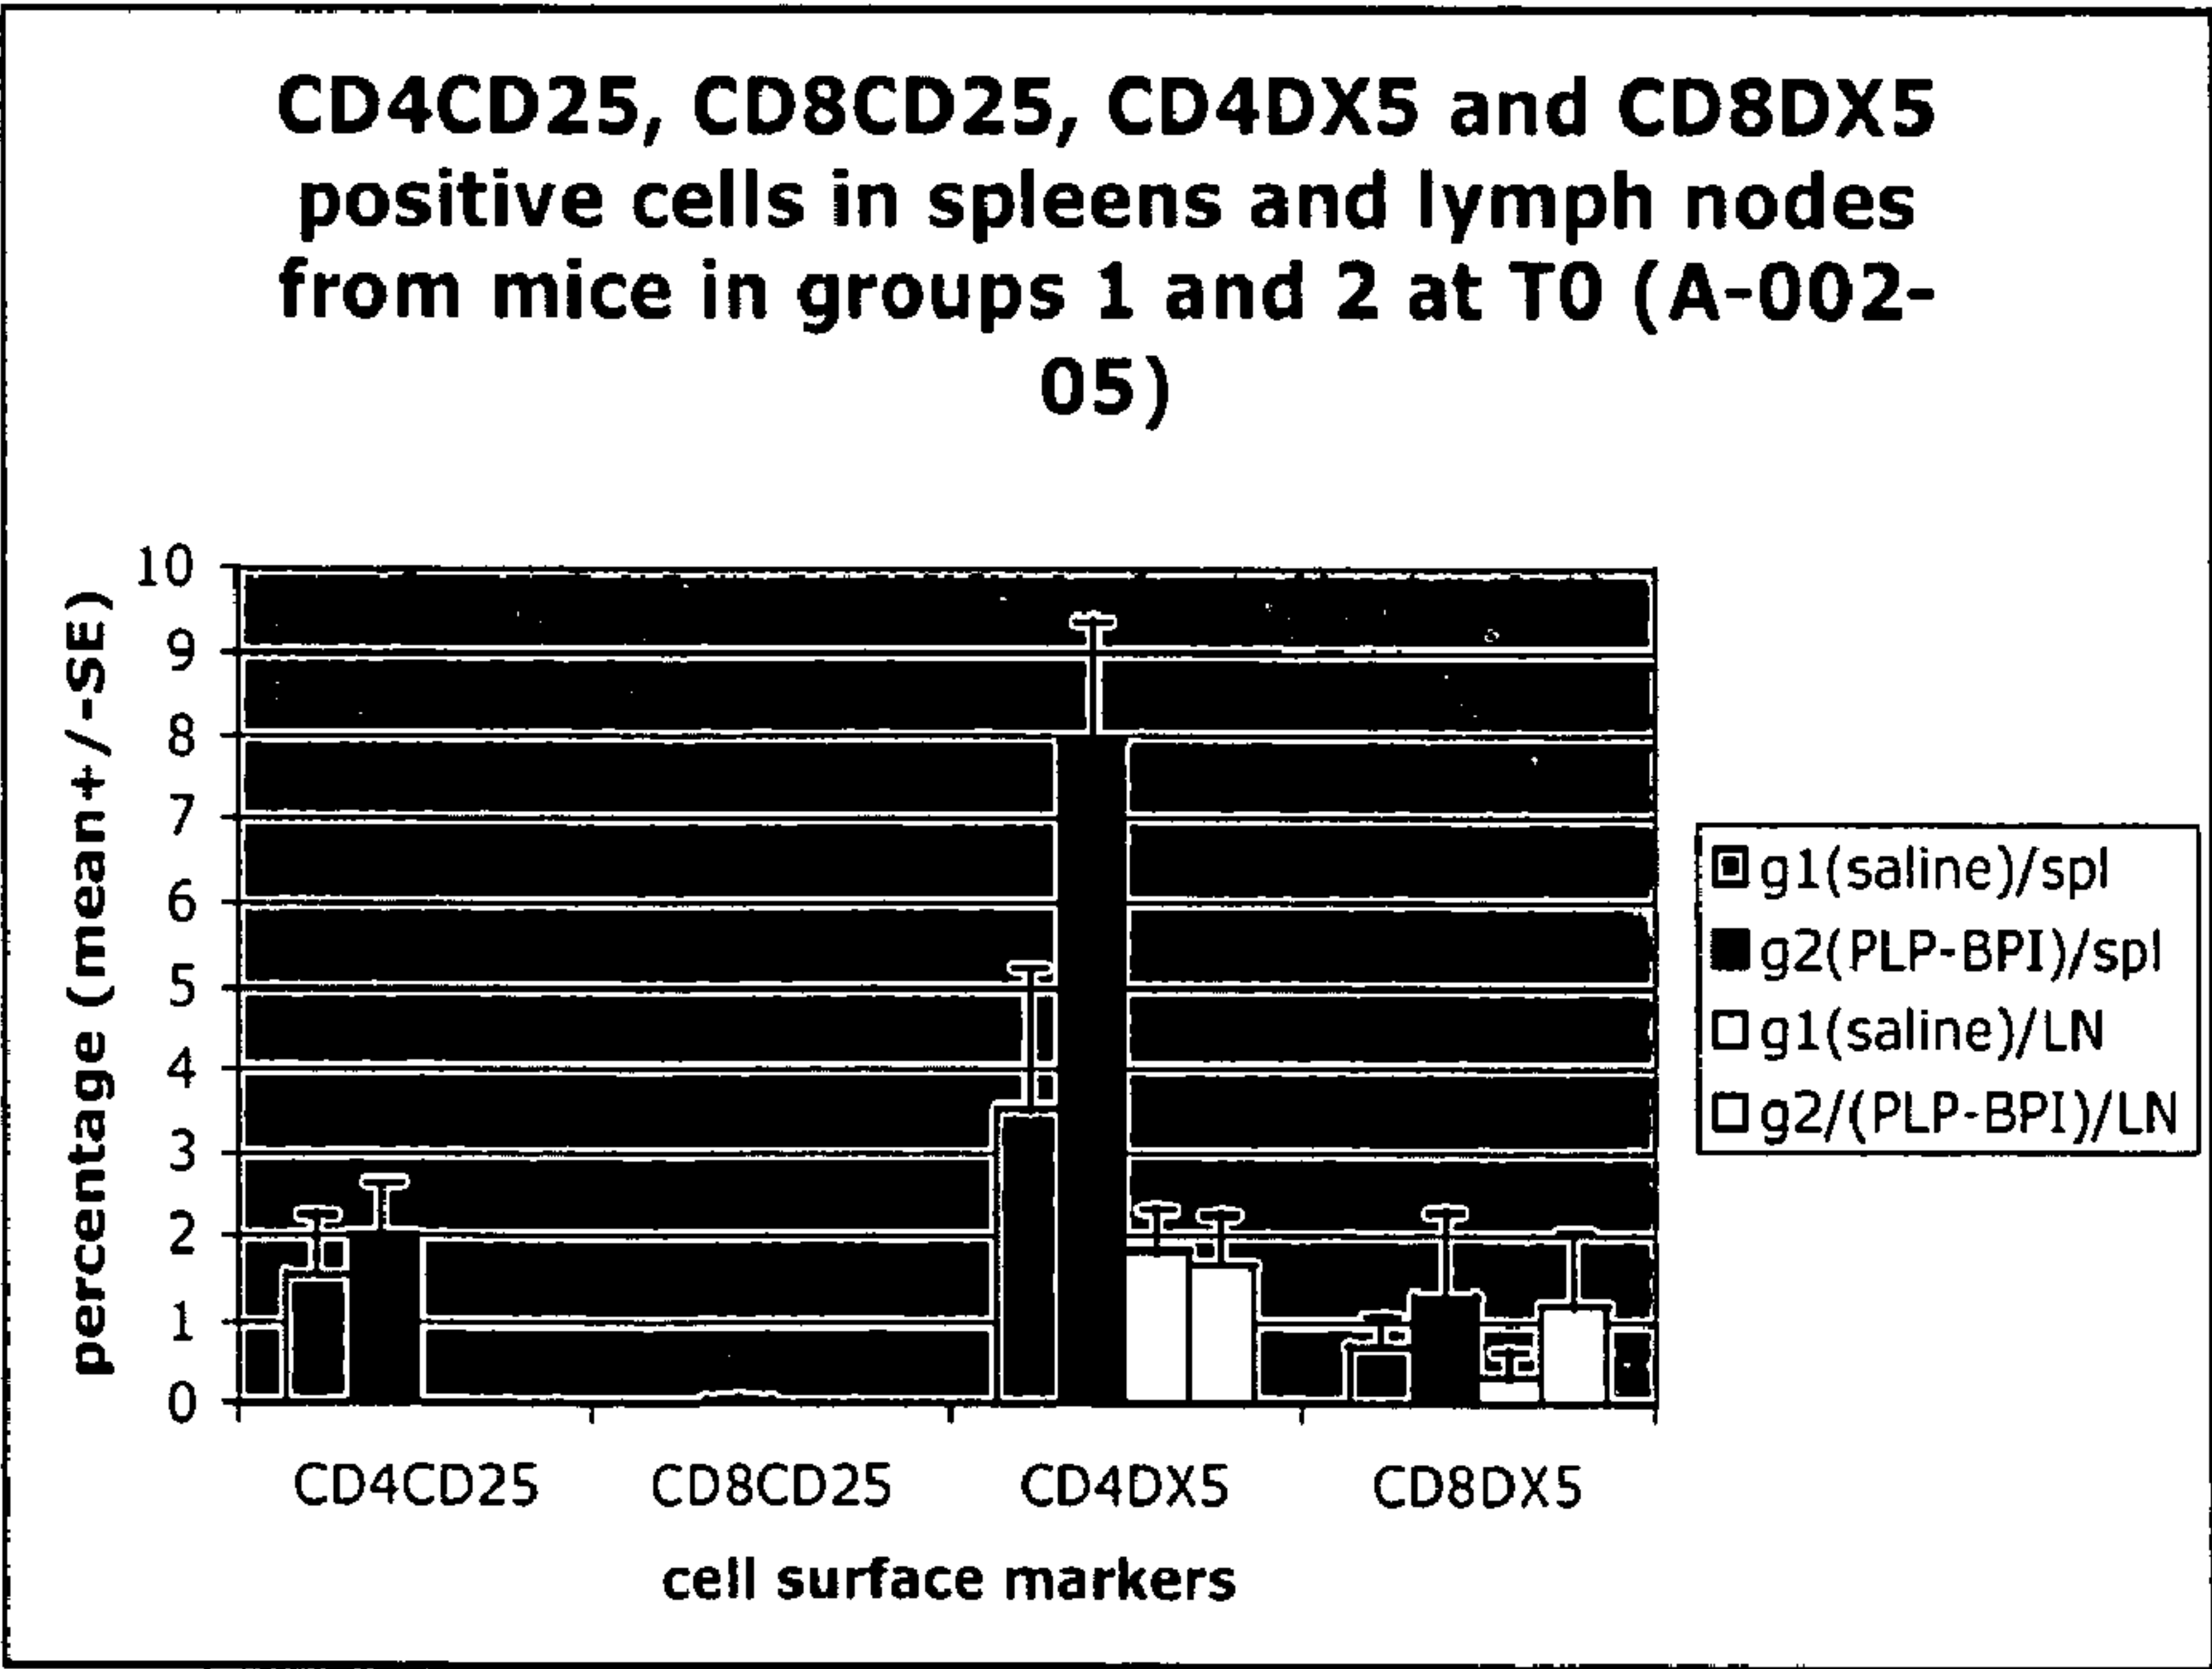 CD4CD25, CD8CD25, CD4DX5 and CD8DX5
positive cells in spleens and lymph nodes
from mice in groups 1 and 2 at T0 (A-002-
05)
percentage (mean+/-SE)
10
9
8
7
6
5
4
3
2
1
0
g1(saline)/spl
g2(PLP-BPI)/spl
g1(saline)/LN
g2/(PLP-BPI)/LN
CD4CD25 CD8CD25 CD4DX5 CD8DX5
cell surface markers